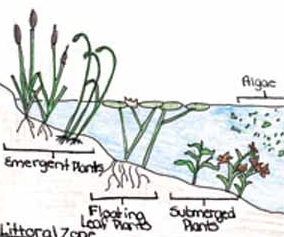 Algae
Emergent Plants
Floating
Leaf Plants
Submerged
Plants
Littoral Zone